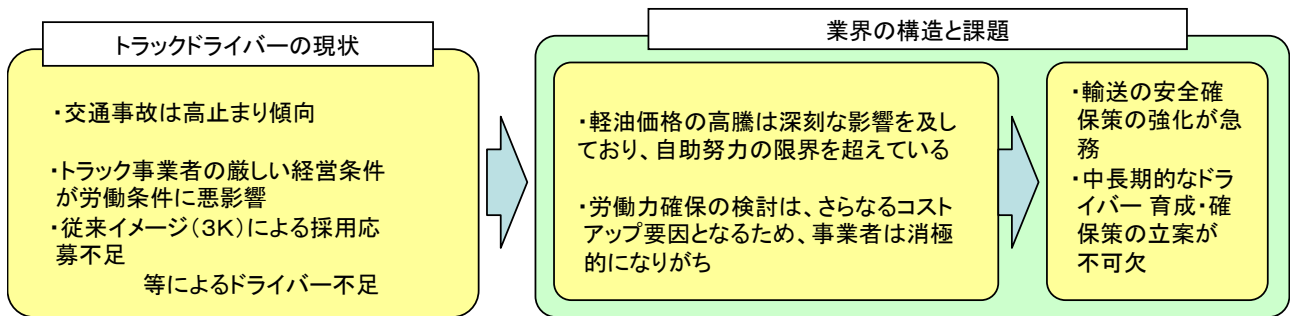 トラックドライバーの現状
・交通事故は高止まり傾向
・トラック事業者の厳しい経営条件
が労働条件に悪影響
・従来イメージ(3K)による採用応
募不足
等によるドライバー不足
業界の構造と課題
・軽油価格の高騰は深刻な影響を及し
ており、自助努力の限界を超えている
・労働力確保の検討は、さらなるコスト
アップ要因となるため、事業者は消極
的になりがち
・輸送の安全確
保策の強化が急
務
・中長期的なドラ
イバー 育成・確
保策の立案が
不可欠